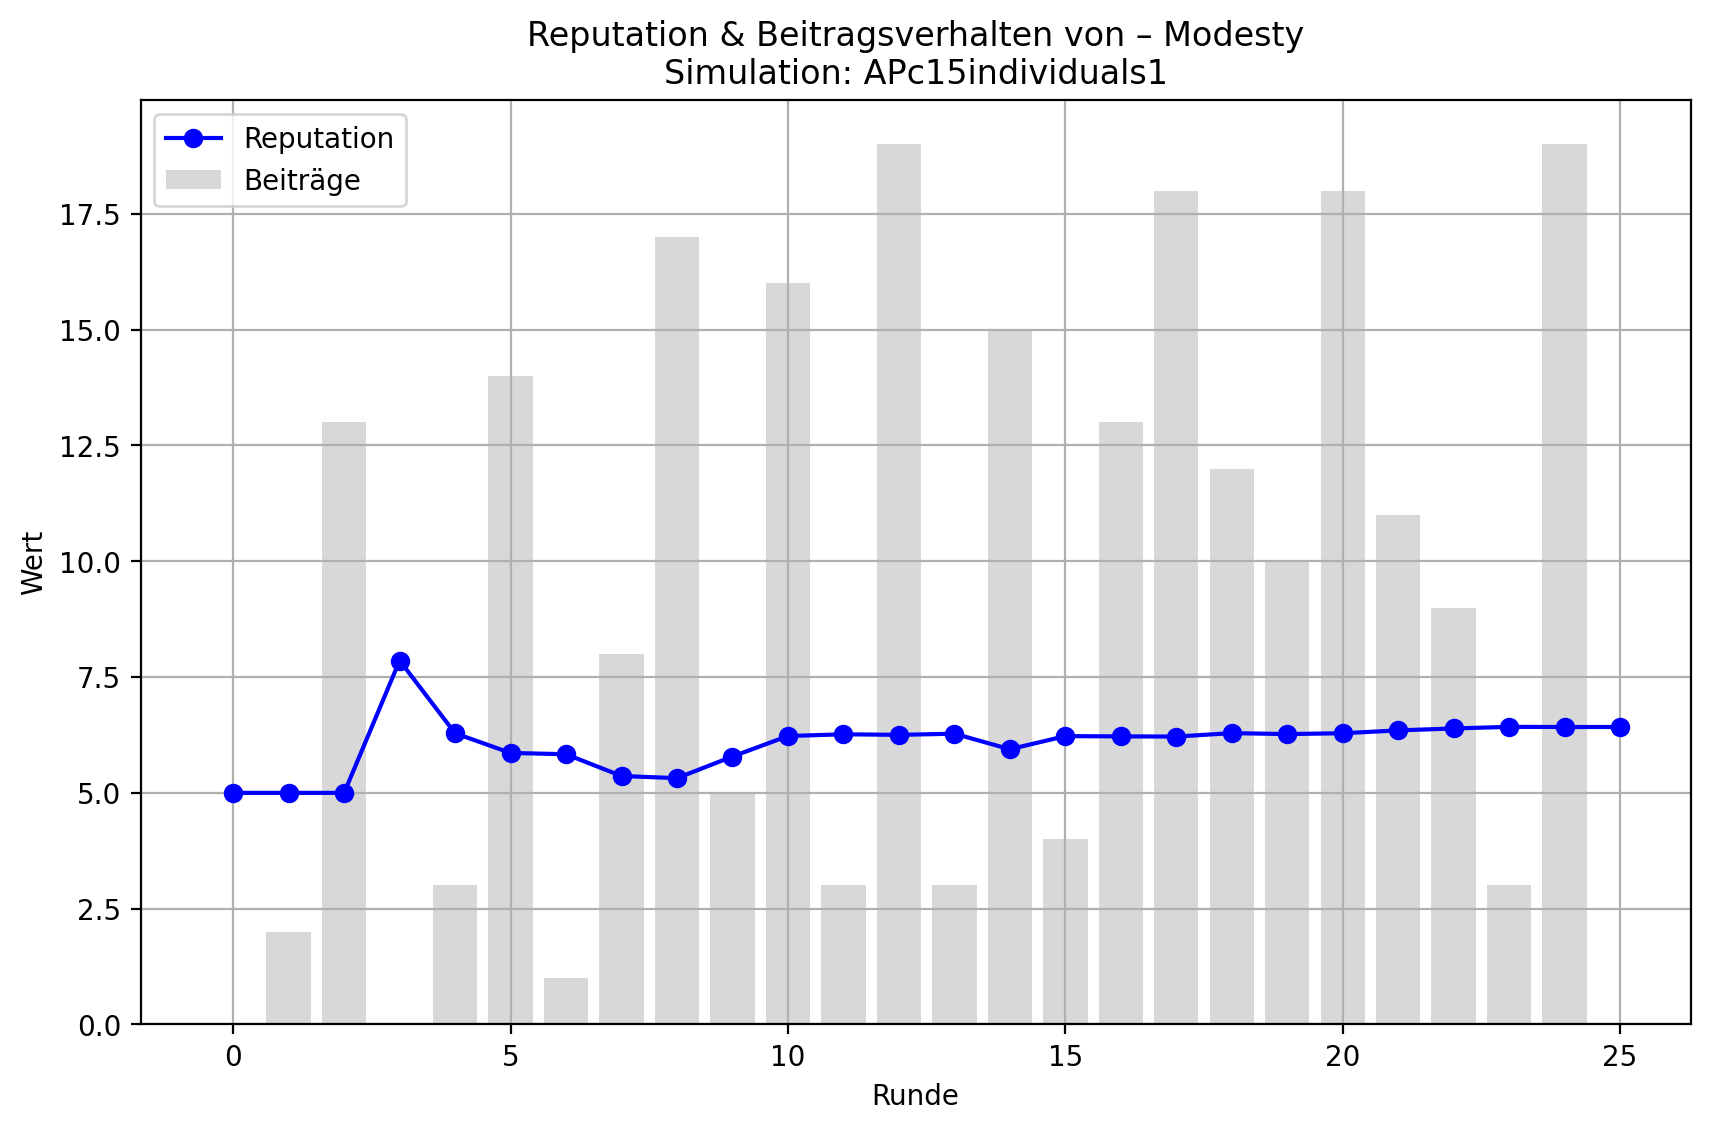 Reputation & Beitragsverhalten von – Modesty
Simulation: APc15individuals1
Reputation
Beiträge
17.5
15.0
12.5
10.0
7.5
5.0
2.5
0.0
Wert
0 5 10 15 20 25
Runde